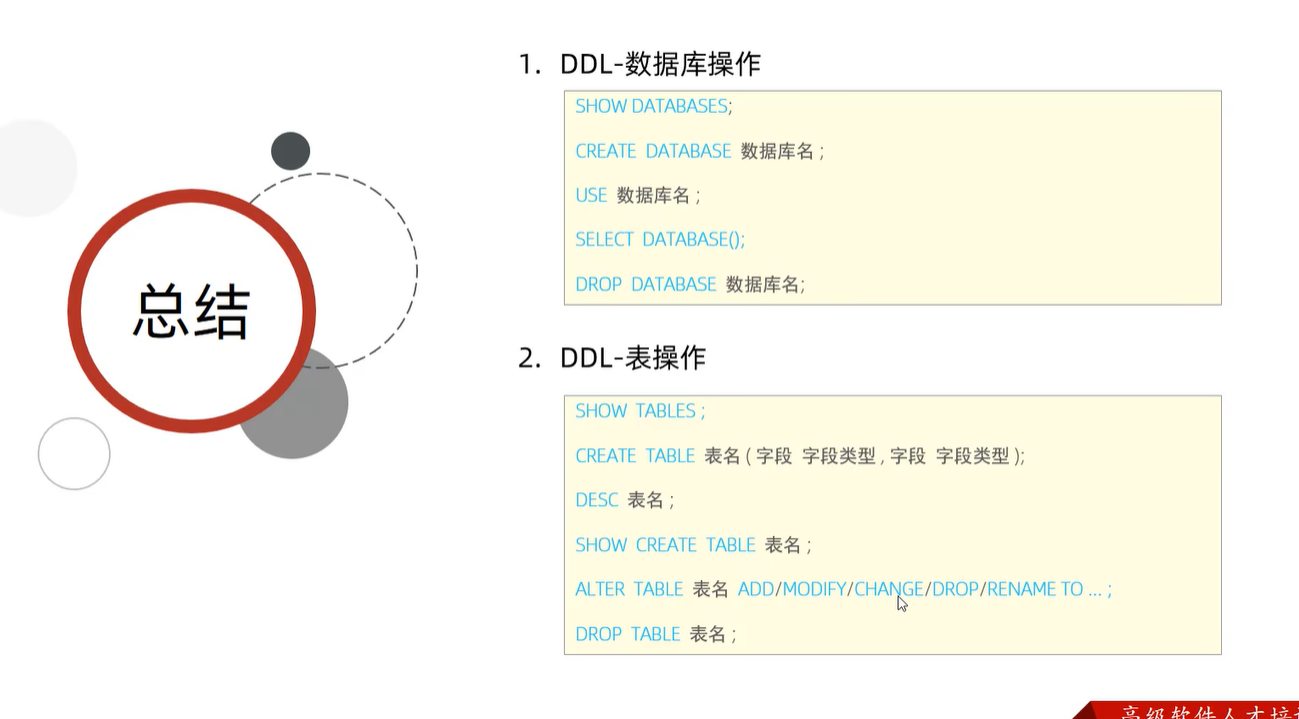 总结
1. DDL-数据库操作
SHOW DATABASES;
CREATE DATABASE 数据库名 ;
USE 数据库名 ;
SELECT DATABASE();
DROP DATABASE 数据库名;
2. DDL-表操作
SHOW TABLES ;
CREATE TABLE 表名 ( 字段 字段类型 , 字段 字段类型 );
DESC 表名 ;
SHOW CREATE TABLE 表名 ;
ALTER TABLE 表名 ADD/MODIFY/CHANGE/DROP/RENAME TO ... ;
DROP TABLE 表名 ;
高级软件人才培